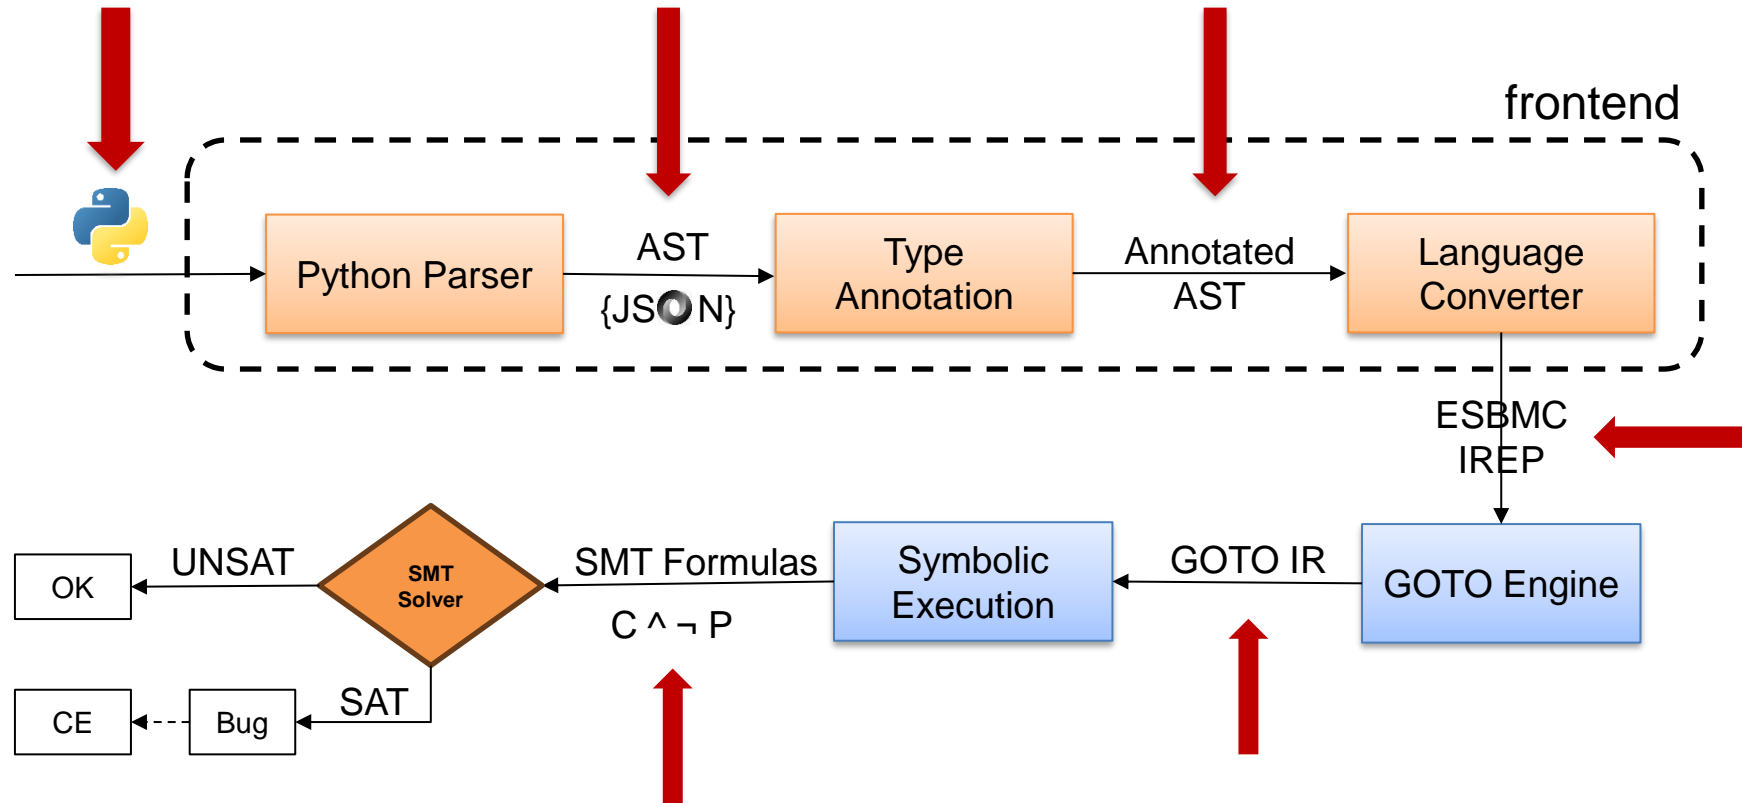 frontend
Python Parser
AST
{JSON}
Type
Annotation
Annotated
AST
Language
Converter
ESBMC
IREP
GOTO Engine
GOTO IR
Symbolic
Execution
SMT Formulas
C ^ ¬ P
SMT
Solver
UNSAT
OK
SAT
Bug
CE